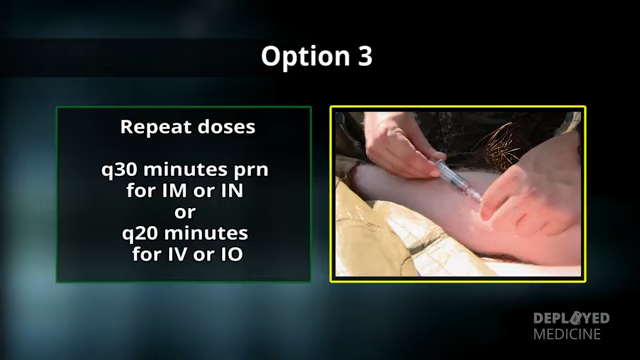 Option 3
Repeat doses
q30 minutes prn
for IM or IN
or
q20 minutes
for IV or IO
DEPLOYED
MEDICINE